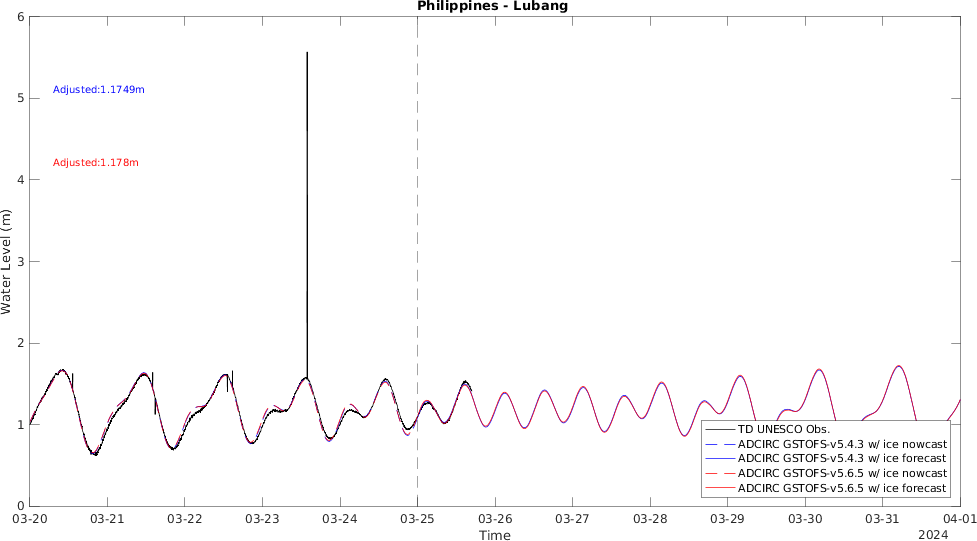 Philippines - Lubang
6
5
4
3
2
1
0
Water Level (m)
Adjusted:1.1749m
Adjusted:1.178m
TD UNESCO Obs.
ADCIRC GSTOFS-v5.4.3 w/ ice nowcast
ADCIRC GSTOFS-v5.4.3 w/ ice forecast
ADCIRC GSTOFS-v5.6.5 w/ ice nowcast
ADCIRC GSTOFS-v5.6.5 w/ ice forecast
03-20 03-21 03-22 03-23 03-24 03-25 03-26 03-27 03-28 03-29 03-30 03-31 04-01
Time
2024